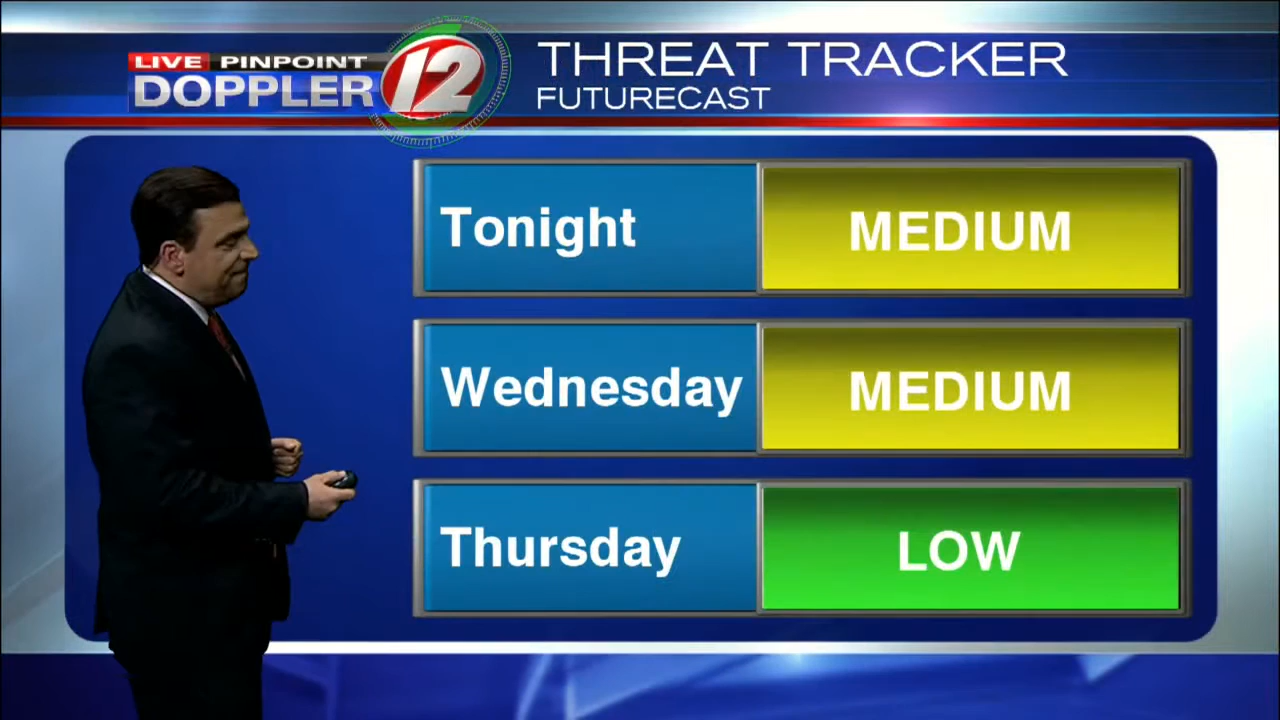 LIVE PINPOINT
DOPPLER 12
THREAT TRACKER
FUTURECAST
Tonight MEDIUM
Wednesday MEDIUM
Thursday LOW